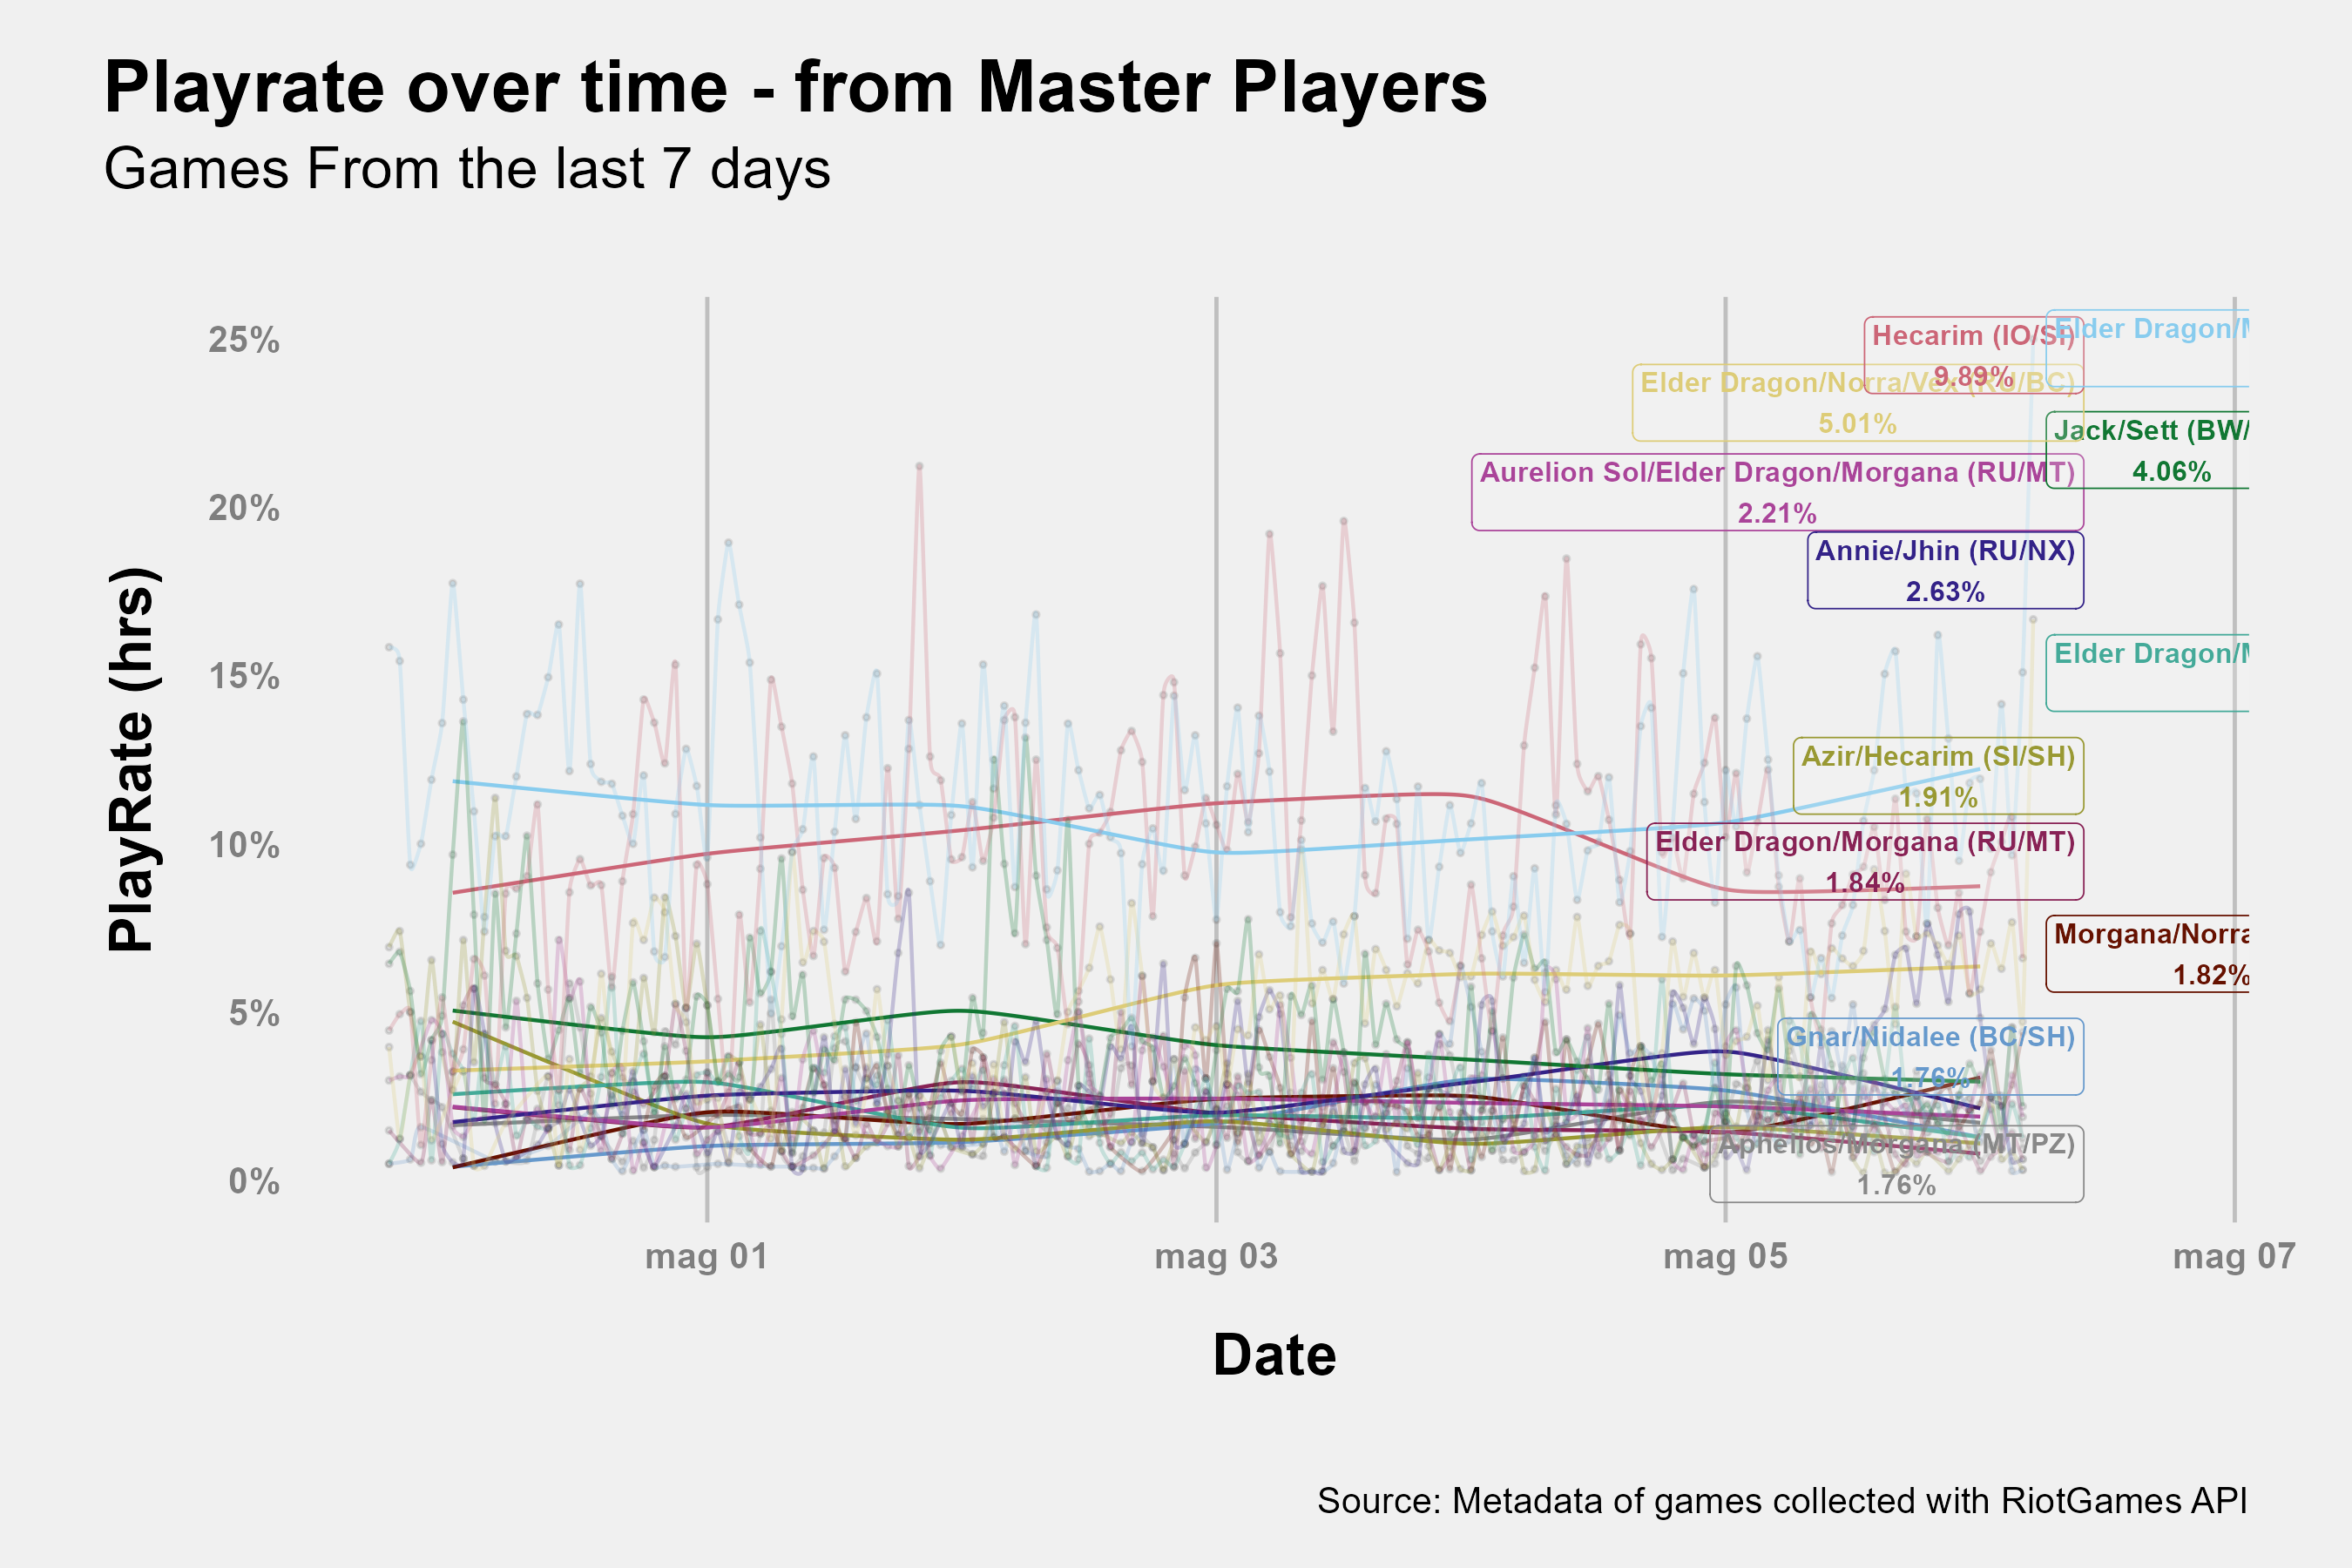 Playrate over time - from Master Players
Games From the last 7 days
PlayRate (hrs)
25%
20%
15%
10%
5%
0%
Hecarim (IO/SI)
9.89%
Elder Dragon/
Elder Dragon/Norra/Vex (RU/BC)
5.01%
Jack/Sett (BW/
4.06%
Aurelion Sol/Elder Dragon/Morgana (RU/MT)
2.21%
Annie/Jhin (RU/NX)
2.63%
Elder Dragon/
Azir/Hecarim (SI/SH)
1.91%
Elder Dragon/Morgana (RU/MT)
1.84%
Morgana/Norra
1.82%
Gnar/Nidalee (BC/SH)
1.76%
Aphelios/Morgana (MT/PZ)
1.76%
mag 01
mag 03
mag 05
mag 07
Date
Source: Metadata of games collected with RiotGames API